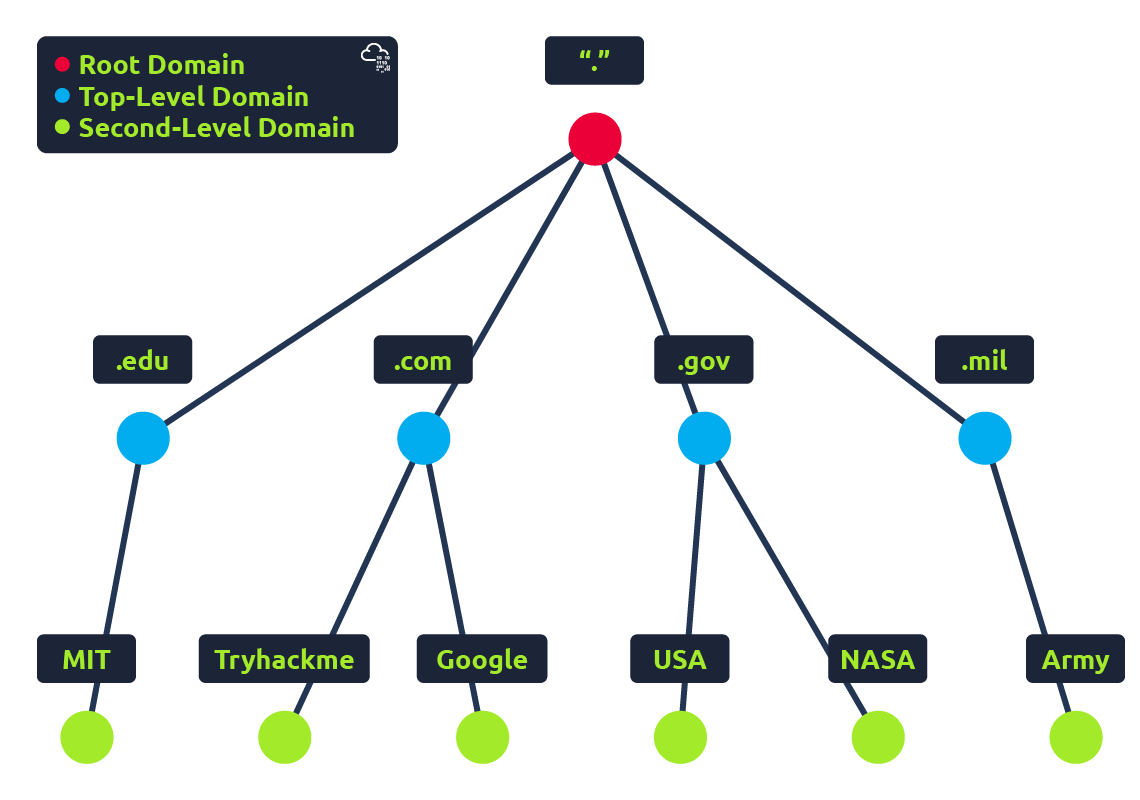 Root Domain
Top-Level Domain
Second-Level Domain
“.”
.edu
.com
.gov
.mil
MIT
Tryhackme
Google
USA
NASA
Army